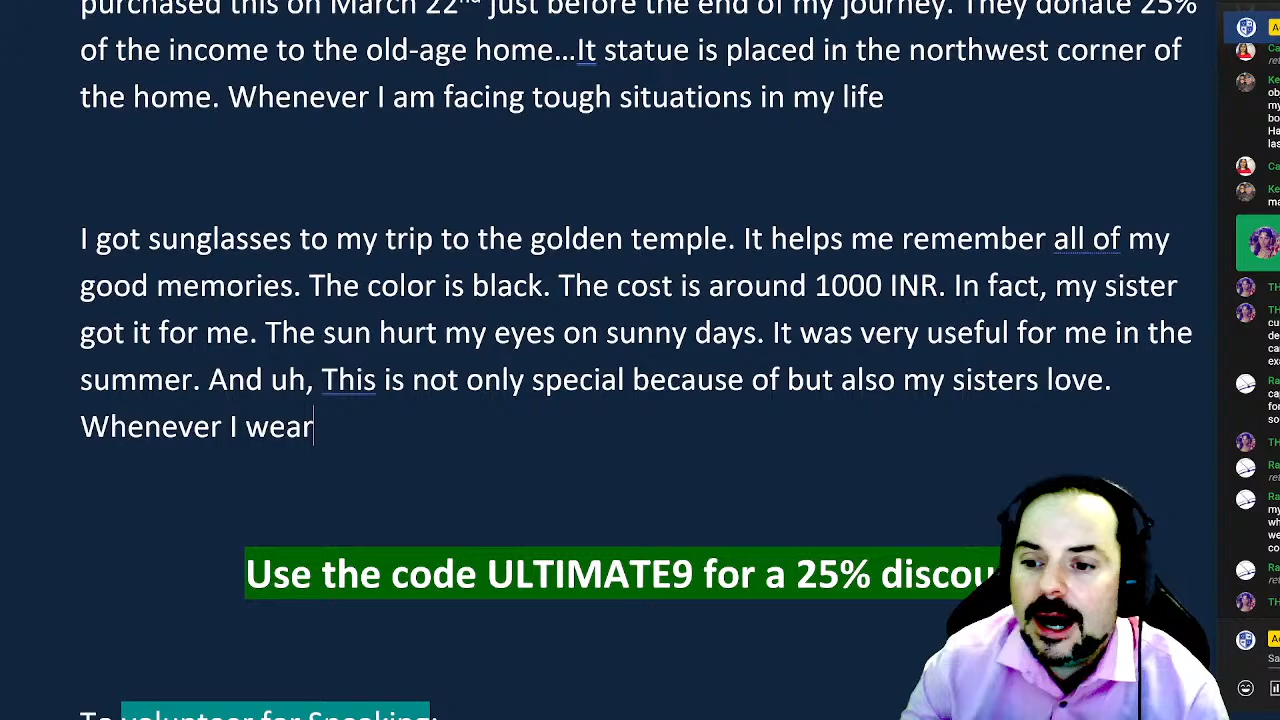 purchased this on March 22nd just before the end of my journey. They donate 25%
of the income to the old-age home…It statue is placed in the northwest corner of
the home. Whenever I am facing tough situations in my life
I got sunglasses to my trip to the golden temple. It helps me remember all of my
good memories. The color is black. The cost is around 1000 INR. In fact, my sister
got it for me. The sun hurt my eyes on sunny days. It was very useful for me in the
summer. And uh, This is not only special because of but also my sisters love.
Whenever I wear
Use the code ULTIMATE9 for a 25%
To volunteer for Speaking: